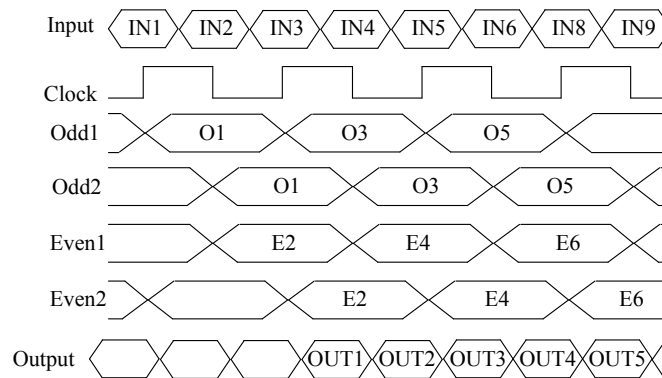 Input IN1 IN2 IN3 IN4 IN5 IN6 IN8 IN9
Clock
Odd1 O1 O3 O5
Odd2 O1 O3 O5
Even1 E2 E4 E6
Even2 E2 E4 E6
Output OUT1 OUT2 OUT3 OUT4 OUT5